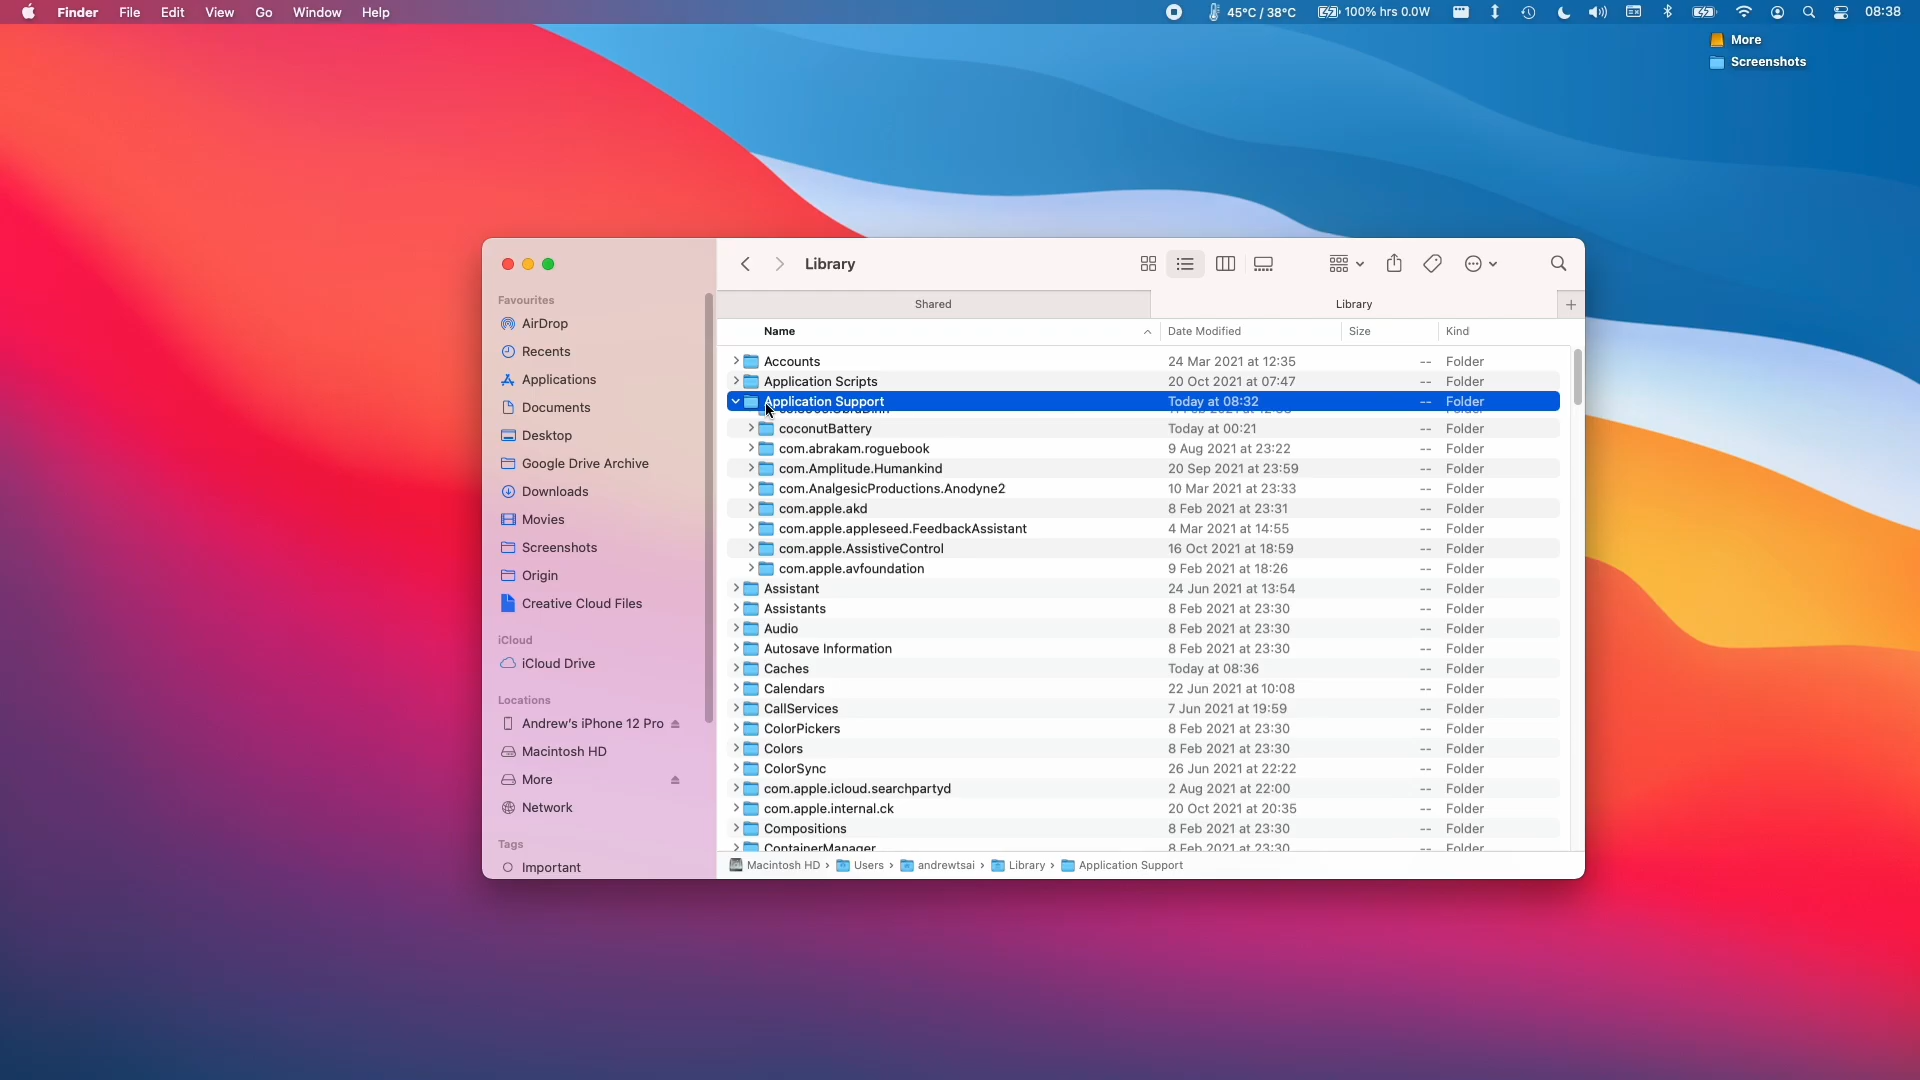 Finder File Edit View Go Window Help 45°C / 38°C 100% hrs 0.0W 08:38
More
Screenshots
Library
Shared Library +
Name Date Modified Size Kind
Accounts 24 Mar 2021 at 12:35 -- Folder
Application Scripts 20 Oct 2021 at 07:47 -- Folder
Application Support Today at 08:32 -- Folder
coconutBattery Today at 00:21 -- Folder
com.abrakam.roguebook 9 Aug 2021 at 23:22 -- Folder
com.Amplitude.Humankind 20 Sep 2021 at 23:59 -- Folder
com.AnalgesicProductions.Anodyne2 10 Mar 2021 at 23:33 -- Folder
com.apple.akd 8 Feb 2021 at 23:31 -- Folder
com.apple.appleseed.FeedbackAssistant 4 Mar 2021 at 14:55 -- Folder
com.apple.AssistiveControl 16 Oct 2021 at 18:59 -- Folder
com.apple.avfoundation 9 Feb 2021 at 18:26 -- Folder
Assistant 24 Jun 2021 at 13:54 -- Folder
Assistants 8 Feb 2021 at 23:30 -- Folder
Audio 8 Feb 2021 at 23:30 -- Folder
Autosave Information 8 Feb 2021 at 23:30 -- Folder
Caches Today at 08:36 -- Folder
Calendars 22 Jun 2021 at 10:08 -- Folder
CallServices 7 Jun 2021 at 19:59 -- Folder
ColorPickers 8 Feb 2021 at 23:30 -- Folder
Colors 8 Feb 2021 at 23:30 -- Folder
ColorSync 26 Jun 2021 at 22:22 -- Folder
com.apple.icloud.searchpartyd 2 Aug 2021 at 22:00 -- Folder
com.apple.internal.ck 20 Oct 2021 at 20:35 -- Folder
Compositions 8 Feb 2021 at 23:30 -- Folder
ContainerManager 8 Feb 2021 at 23:30 -- Folder
Macintosh HD › Users › andrewtsai › Library › Application Support
Favourites
AirDrop
Recents
Applications
Documents
Desktop
Google Drive Archive
Downloads
Movies
Screenshots
Origin
Creative Cloud Files
iCloud
iCloud Drive
Locations
Andrew's iPhone 12 Pro
Macintosh HD
More
Network
Tags
Important